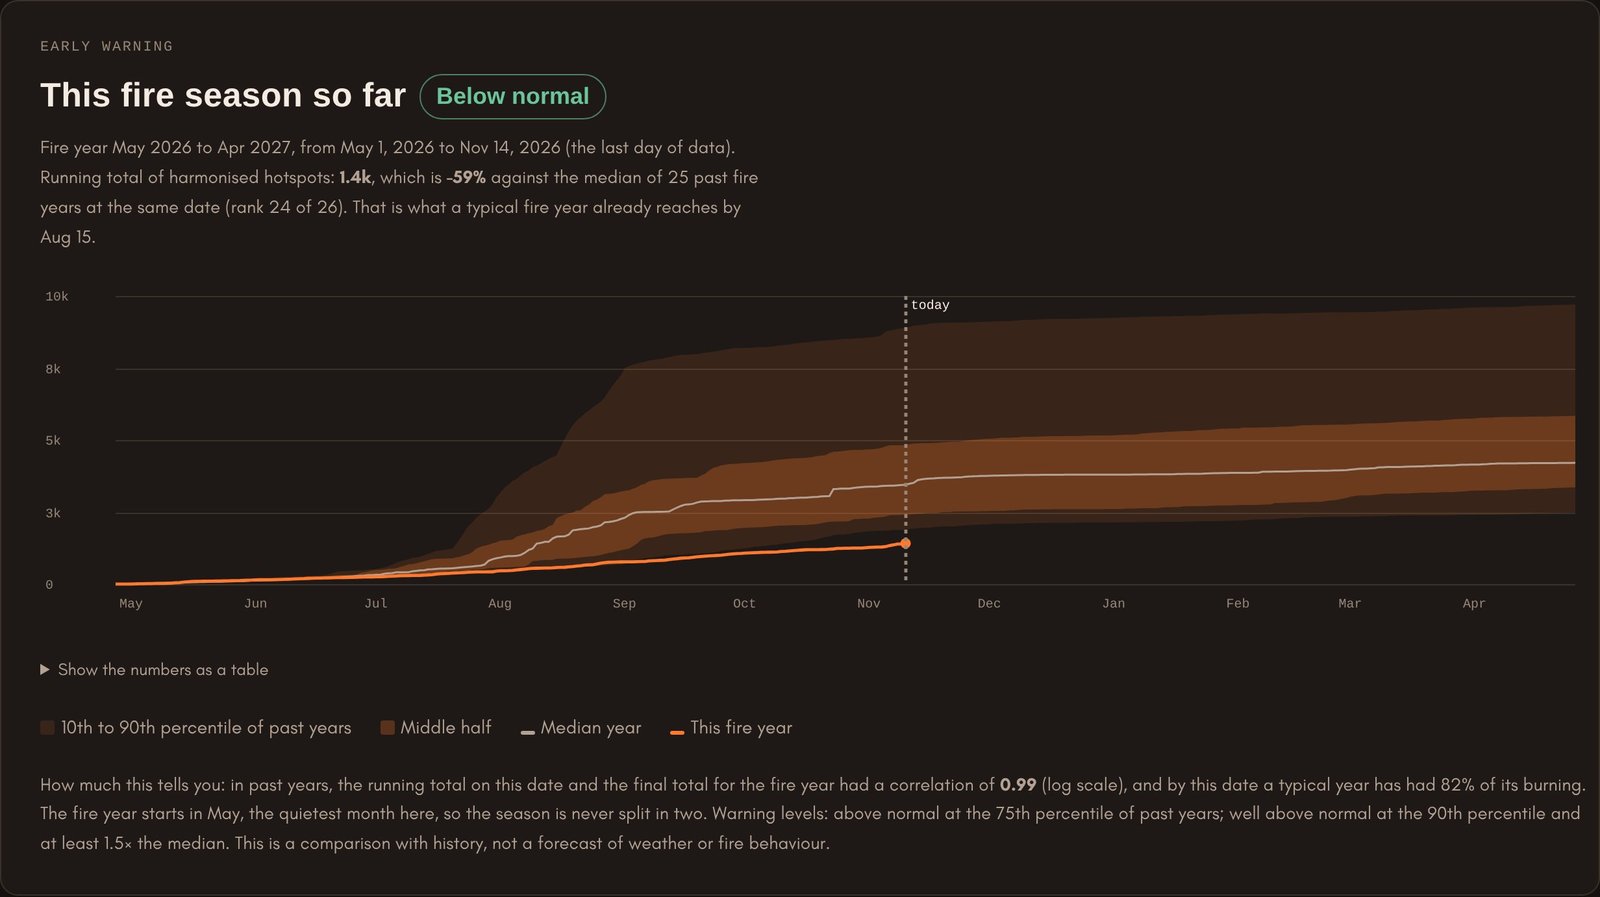 EARLY WARNING
This fire season so far Below normal
Fire year May 2026 to Apr 2027, from May 1, 2026 to Nov 14, 2026 (the last day of data).
Running total of harmonised hotspots: 1.4k, which is -59% against the median of 25 past fire
years at the same date (rank 24 of 26). That is what a typical fire year already reaches by
Aug 15.
10k
today
8k
5k
3k
0
May Jun Jul Aug Sep Oct Nov Dec Jan Feb Mar Apr
▶ Show the numbers as a table
10th to 90th percentile of past years Middle half Median year This fire year
How much this tells you: in past years, the running total on this date and the final total for the fire year had a correlation of 0.99 (log scale), and by this date a typical year has had 82% of its burning.
The fire year starts in May, the quietest month here, so the season is never split in two. Warning levels: above normal at the 75th percentile of past years; well above normal at the 90th percentile and
at least 1.5× the median. This is a comparison with history, not a forecast of weather or fire behaviour.